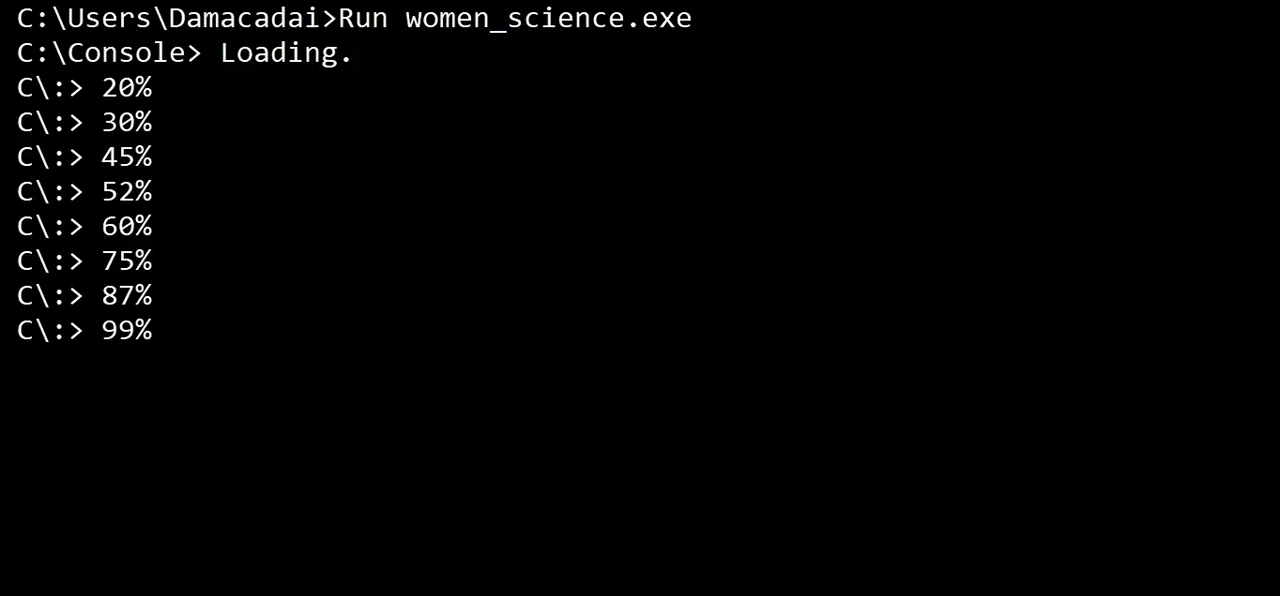 C:\Users\Damacadai>Run women_science.exe
C:\Console> Loading.
C\:> 20%
C\:> 30%
C\:> 45%
C\:> 52%
C\:> 60%
C\:> 75%
C\:> 87%
C\:> 99%